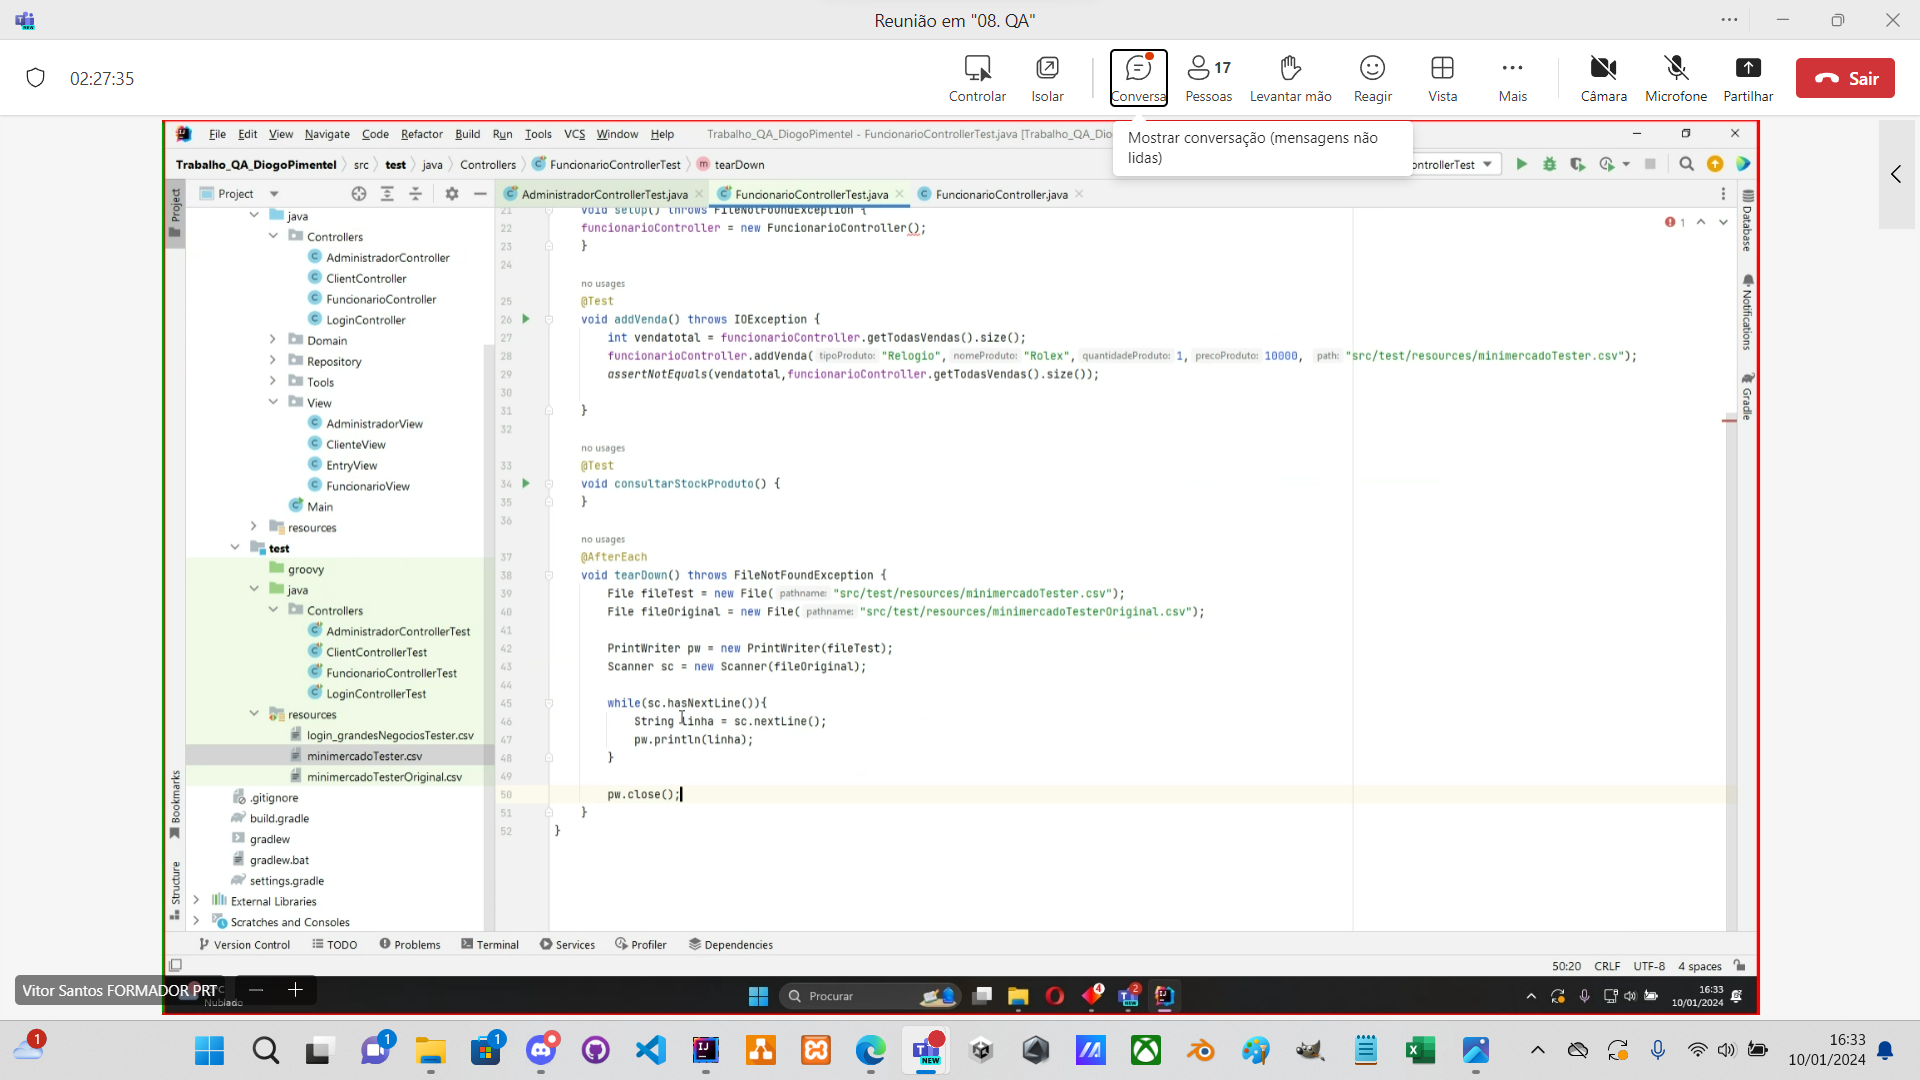 Reunião em "08. QA"
02:27:35
Controlar
Isolar
Conversa
17
Pessoas
Levantar mão
Reagir
Vista
Mais
Câmara
Microfone
Partilhar
Sair
Mostrar conversação (mensagens não
lidas)
File Edit View Navigate Code Refactor Build Run Tools VCS Window Help
Trabalho_QA_DiogoPimentel - FuncionarioControllerTest.java [Trabalho_QA_Dio
Trabalho_QA_DiogoPimentel src test java Controllers FuncionarioControllerTest tearDown
ontrollerTest
Project
AdministradorControllerTest.java
FuncionarioControllerTest.java
FuncionarioController.java
Project
Bookmarks
Structure
Database
Notifications
Gradle
java
Controllers
AdministradorController
ClientController
FuncionarioController
LoginController
Domain
Repository
Tools
View
AdministradorView
ClienteView
EntryView
FuncionarioView
Main
resources
test
groovy
java
Controllers
AdministradorControllerTest
ClientControllerTest
FuncionarioControllerTest
LoginControllerTest
resources
login_grandesNegociosTester.csv
minimercadoTester.csv
minimercadoTesterOriginal.csv
.gitignore
build.gradle
gradlew
gradlew.bat
settings.gradle
External Libraries
Scratches and Consoles
1
21 void setup() throws FileNotFoundException {
22 funcionarioController = new FuncionarioController();
23 }
24
no usages
25 @Test
26 void addVenda() throws IOException {
27 int vendatotal = funcionarioController.getTodasVendas().size();
28 funcionarioController.addVenda( tipoProduto: "Relogio", nomeProduto: "Rolex", quantidadeProduto: 1, precoProduto: 10000, path: "src/test/resources/minimercadoTester.csv");
29 assertNotEquals(vendatotal,funcionarioController.getTodasVendas().size());
30
31 }
32
no usages
33 @Test
34 void consultarStockProduto() {
35 }
36
no usages
37 @AfterEach
38 void tearDown() throws FileNotFoundException {
39 File fileTest = new File( pathname: "src/test/resources/minimercadoTester.csv");
40 File fileOriginal = new File( pathname: "src/test/resources/minimercadoTesterOriginal.csv");
41
42 PrintWriter pw = new PrintWriter(fileTest);
43 Scanner sc = new Scanner(fileOriginal);
44
45 while(sc.hasNextLine()){
46 String linha = sc.nextLine();
47 pw.println(linha);
48 }
49
50 pw.close();
51 }
52 }
Version Control TODO Problems Terminal Services Profiler Dependencies
50:20 CRLF UTF-8 4 spaces
Vitor Santos FORMADOR PRT
Nublado
Procurar
4
2
16:33
10/01/2024
1
1
1
NEW
16:33
10/01/2024